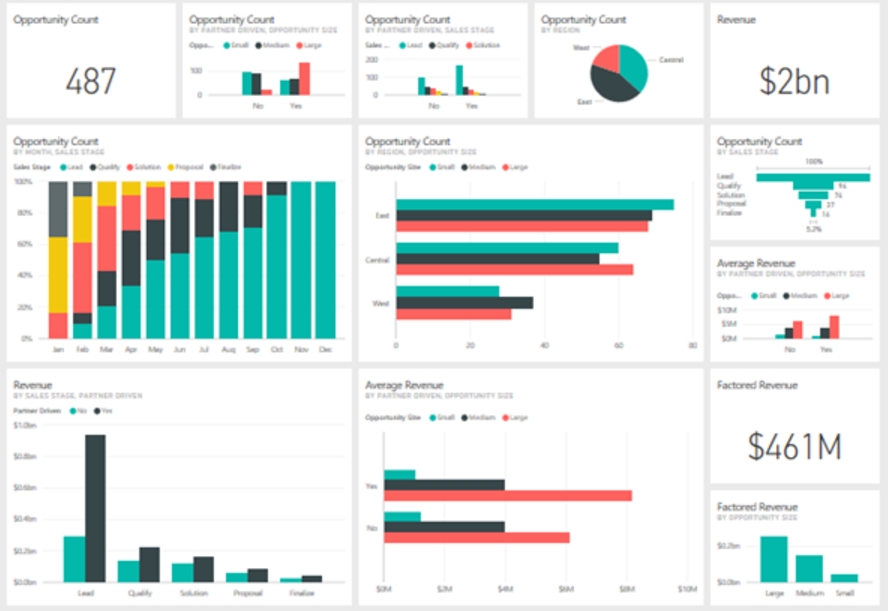 Opportunity Count
487
Opportunity Count
BY PARTNER DRIVEN, OPPORTUNITY SIZE
Oppo... Small Medium Large
100
0
No Yes
Opportunity Count
BY PARTNER DRIVEN, SALES STAGE
Sales ... Lead Qualify Solution
200
100
0
No Yes
Opportunity Count
BY REGION
West
Central
East
Revenue
$2bn
Opportunity Count
BY MONTH, SALES STAGE
Sales Stage Lead Qualify Solution Proposal Finalize
100%
80%
60%
40%
20%
0%
Jan Feb Mar Apr May Jun Jul Aug Sep Oct Nov Dec
Opportunity Count
BY REGION, OPPORTUNITY SIZE
Opportunity Size Small Medium Large
East
Central
West
0 20 40 60 80
Opportunity Count
BY SALES STAGE
100%
Lead
Qualify 94
Solution 74
Proposal 37
Finalize 14
5.2%
Average Revenue
BY PARTNER DRIVEN, OPPORTUNITY SIZE
Oppo... Small Medium Large
$10M
$5M
$0M
No Yes
Revenue
BY SALES STAGE, PARTNER DRIVEN
Partner Driven No Yes
$1.0bn
$0.8bn
$0.6bn
$0.4bn
$0.2bn
$0.0bn
Lead Qualify Solution Proposal Finalize
Average Revenue
BY PARTNER DRIVEN, OPPORTUNITY SIZE
Opportunity Size Small Medium Large
Yes
No
$0M $2M $4M $6M $8M $10M
Factored Revenue
$461M
Factored Revenue
BY OPPORTUNITY SIZE
$0.2bn
$0.0bn
Large Medium Small